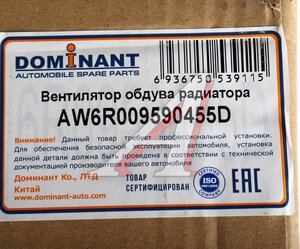 DOMINANT
AUTOMOBILE SPARE PARTS
6 936750 539115
Вентилятор обдува радиатора
AW6R009590455D
Внимание! Данный товар требует профессиональной установки.
Для обеспечения безопасной эксплуатации автомобиля, установка
данной детали должна быть проведена в соответствии с технической
документацией производителя вашего автомобиля.
Доминант Ко., ЛТД
Китай
www.dominant-auto.com
ТОВАР
СЕРТИФИЦИРОВАН
ISO
EAC